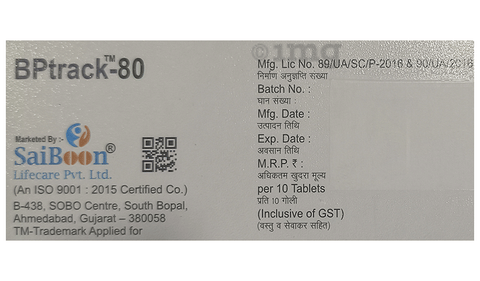 BPtrack™-80
Marketed By :-
SaiBoon®
Lifecare Pvt. Ltd.
(An ISO 9001 : 2015 Certified Co.)
B-438, SOBO Centre, South Bopal,
Ahmedabad, Gujarat – 380058
TM-Trademark Applied for
1mg
Mfg. Lic No. 89/UA/SC/P-2016 & 90/UA/2016
निर्माण अनुज्ञप्ति संख्या
Batch No. :
घान संख्या :
Mfg. Date :
उत्पादन तिथि
Exp. Date :
अवसान तिथि
M.R.P. ₹ :
अधिकतम खुदरा मूल्य
per 10 Tablets
प्रति 10 गोली
(Inclusive of GST)
(वस्तु व सेवाकर सहित)